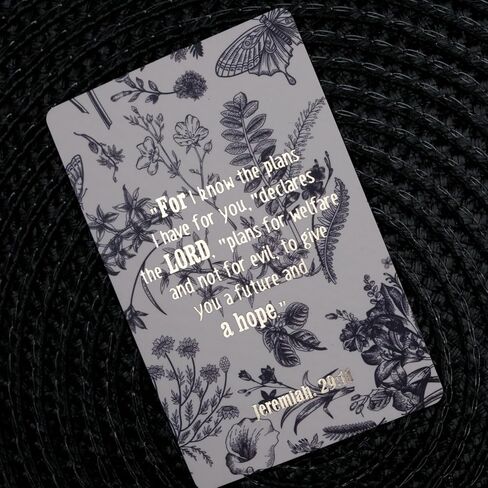 "For I know the plans
I have for you, "declares
the LORD, "plans for welfare
and not for evil, to give
you a future and
a hope."
Jeremiah 29:11